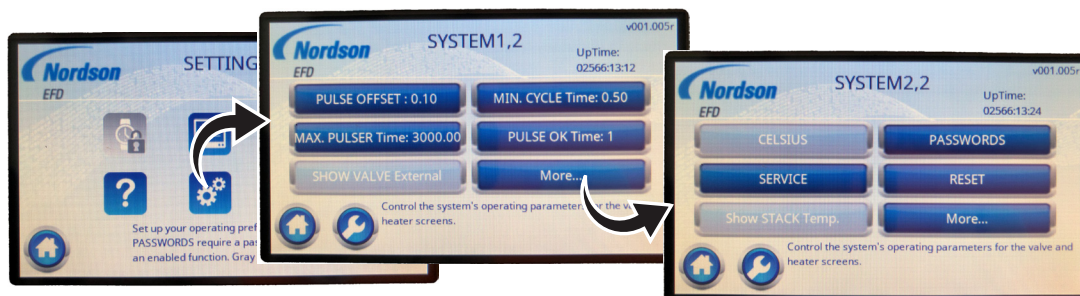 Nordson
EFD
SETTING
?
Set up your operating pref
PASSWORDS require a pas
an enabled function. Gray
v001.005r
Nordson
EFD
SYSTEM1,2
UpTime:
02566:13:12
PULSE OFFSET : 0.10
MIN. CYCLE Time: 0.50
MAX. PULSER Time: 3000.00
PULSE OK Time: 1
SHOW VALVE External
More...
Control the system's operating parameters for the
heater screens.
v001.005r
Nordson
EFD
SYSTEM2,2
UpTime:
02566:13:24
CELSIUS
PASSWORDS
SERVICE
RESET
Show STACK Temp.
More...
Control the system's operating parameters for the valve and
heater screens.